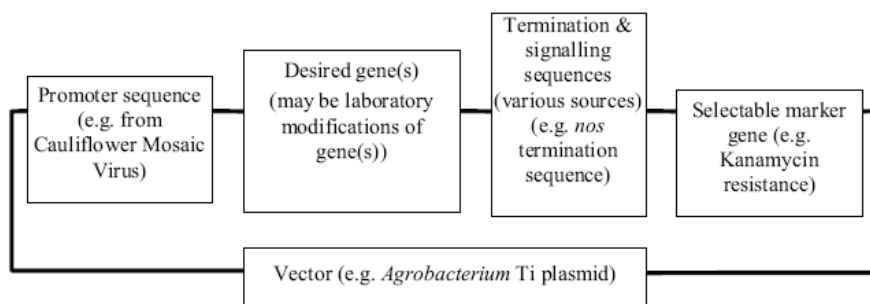 Promoter sequence
(e.g. from
Cauliflower Mosaic
Virus)
Desired gene(s)
(may be laboratory
modifications of
gene(s))
Termination &
signalling
sequences
(various sources)
(e.g. nos
termination
sequence)
Selectable marker
gene (e.g.
Kanamycin
resistance)
Vector (e.g. Agrobacterium Ti plasmid)